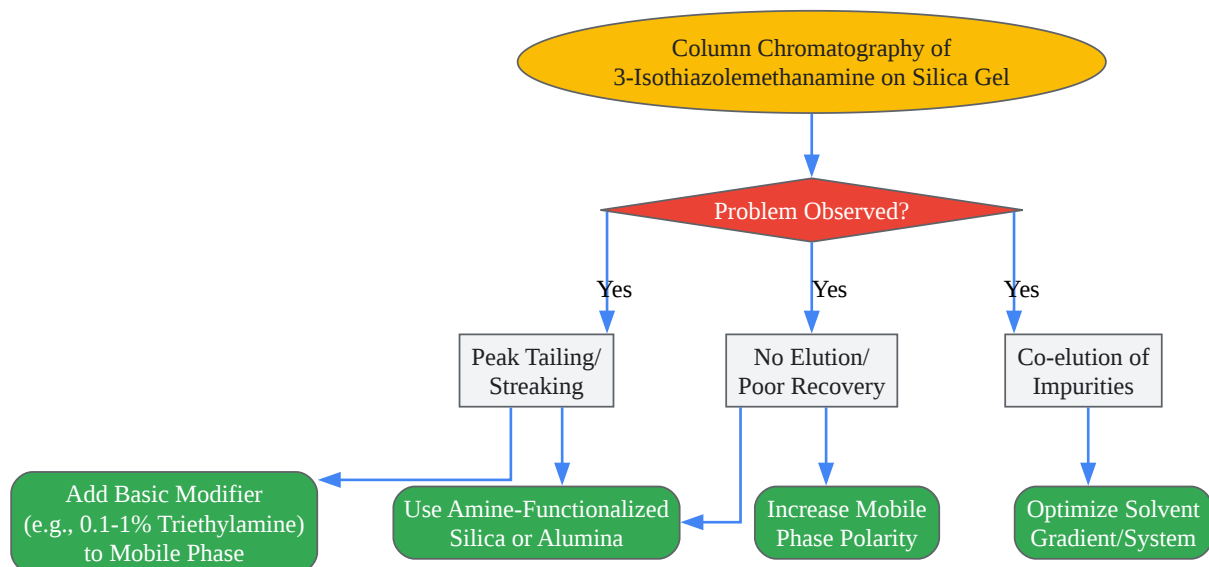 Column Chromatography of
3-Isothiazolemethanamine on Silica Gel
Problem Observed?
Yes
Yes
Yes
Peak Tailing/
Streaking
No Elution/
Poor Recovery
Co-elution of
Impurities
Add Basic Modifier
(e.g., 0.1-1% Triethylamine)
to Mobile Phase
Use Amine-Functionalized
Silica or Alumina
Increase Mobile
Phase Polarity
Optimize Solvent
Gradient/System